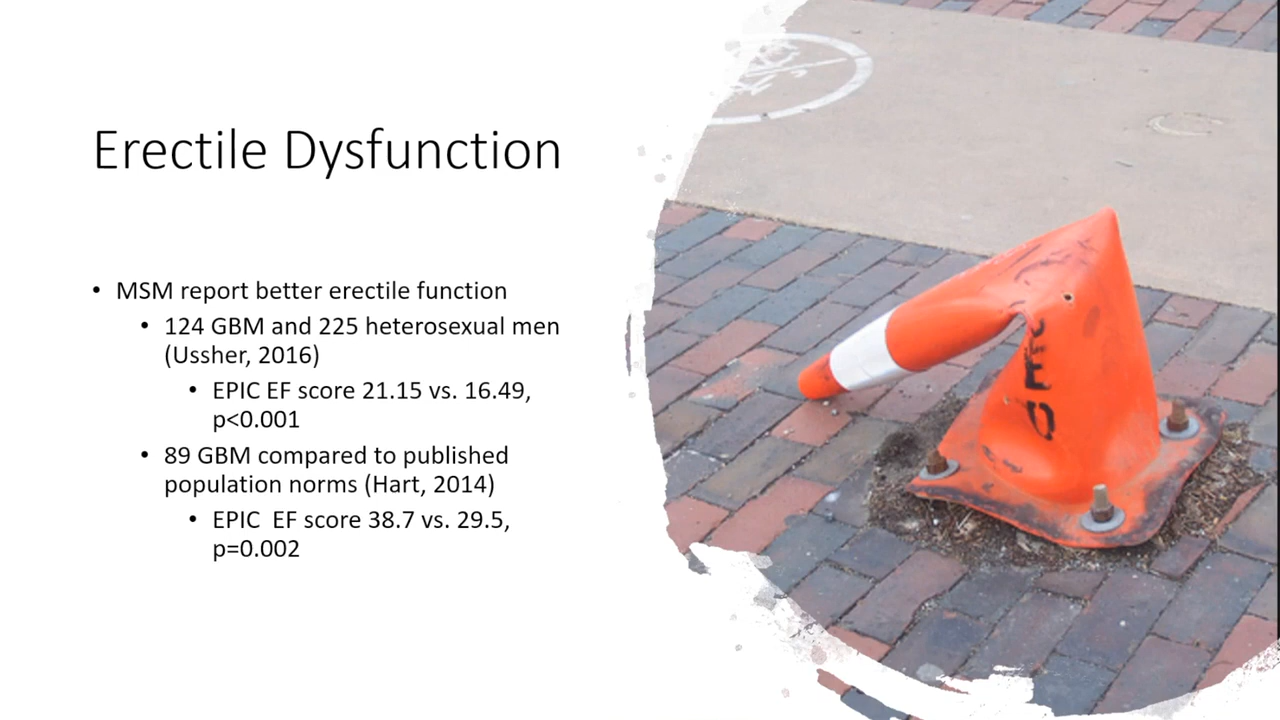 Erectile Dysfunction
• MSM report better erectile function
• 124 GBM and 225 heterosexual men
(Ussher, 2016)
• EPIC EF score 21.15 vs. 16.49,
p<0.001
• 89 GBM compared to published
population norms (Hart, 2014)
• EPIC  EF score 38.7 vs. 29.5,
p=0.002